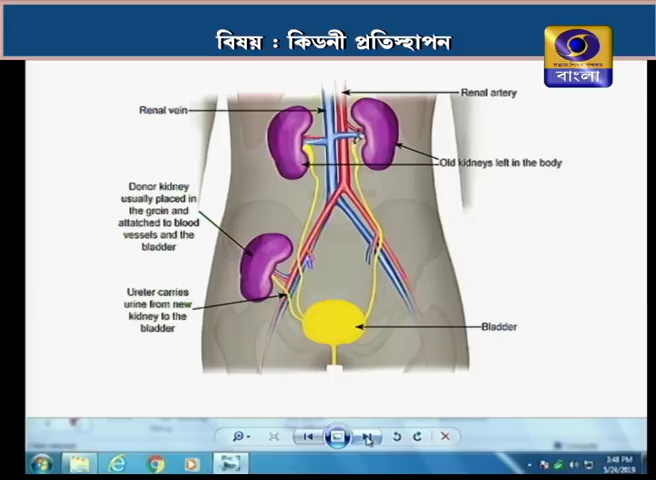 বিষয় : কিডনী প্রতিস্হাপন
বাংলা
Renal artery
Renal vein
Old kidneys left in the body
Donor kidney
usually placed in
the groin and
attatched to blood
vessels and the
bladder
Ureter carries
urine from new
kidney to the
bladder
Bladder
3:48 PM
5/24/2019